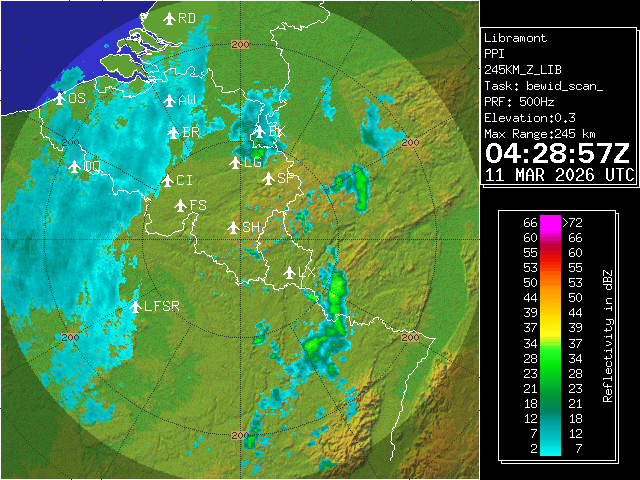 Libramont
PPI
245KM_Z_LIB
Task: bewid_scan_
PRF: 500Hz
Elevation:0.3
Max Range:245 km
04:28:57Z
11 MAR 2026 UTC
66 >72
60 66
55 60
53 55
50 53
44 50
39 44
37 39
34 37
28 34
23 28
21 23
18 21
12 18
7 12
2 7
Reflectivity in dBZ
RD
200
OS
AW
BR
BK
200
QQ
LG
CI
SP
FS
SH
LX
LFSR
200
200
200